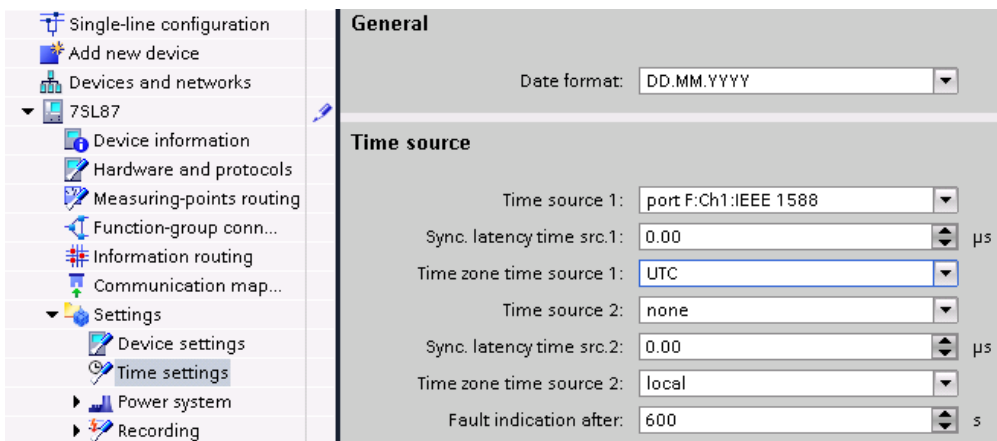 Single-line configuration
Add new device
Devices and networks
7SL87
Device information
Hardware and protocols
Measuring-points routing
Function-group conn...
Information routing
Communication map...
Settings
Device settings
Time settings
Power system
Recording
General
Date format: DD.MM.YYYY
Time source
Time source 1: port F:Ch1:IEEE 1588
Sync. latency time src.1: 0.00 µs
Time zone time source 1: UTC
Time source 2: none
Sync. latency time src.2: 0.00 µs
Time zone time source 2: local
Fault indication after: 600 s